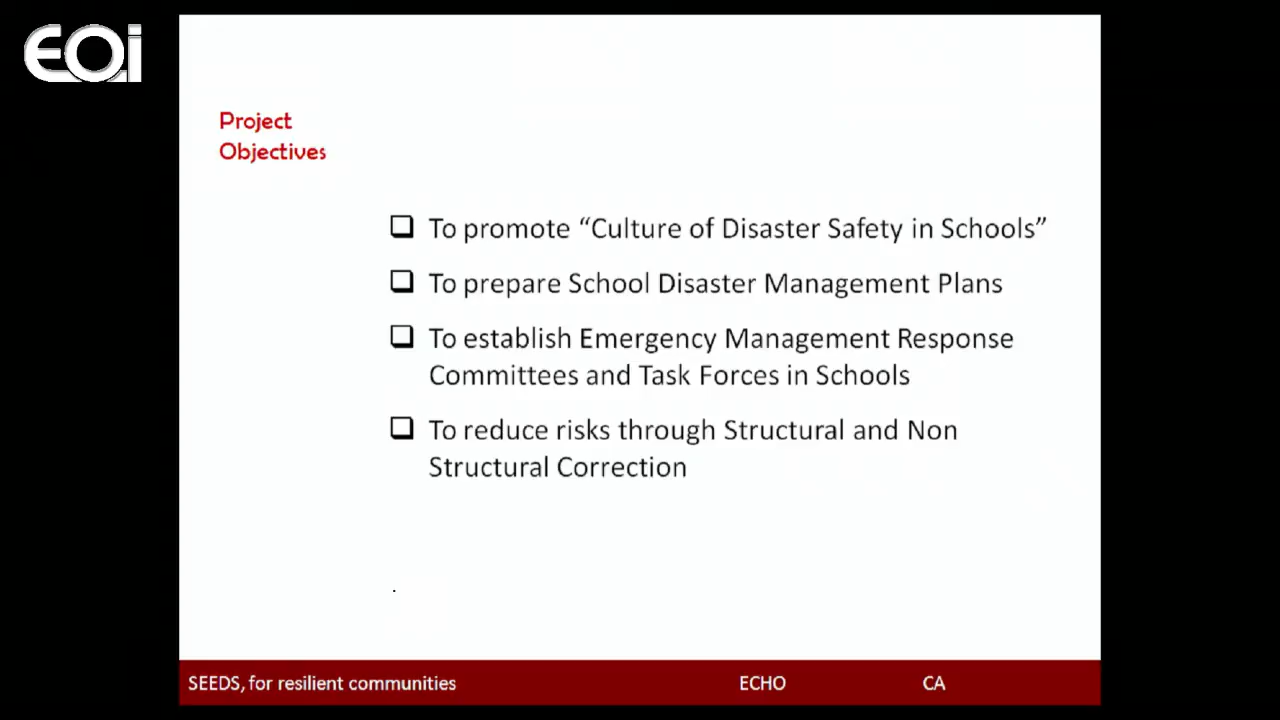 EOi
Project
Objectives
❑ To promote “Culture of Disaster Safety in Schools”
❑ To prepare School Disaster Management Plans
❑ To establish Emergency Management Response
Committees and Task Forces in Schools
❑ To reduce risks through Structural and Non
Structural Correction
.
SEEDS, for resilient communities ECHO CA